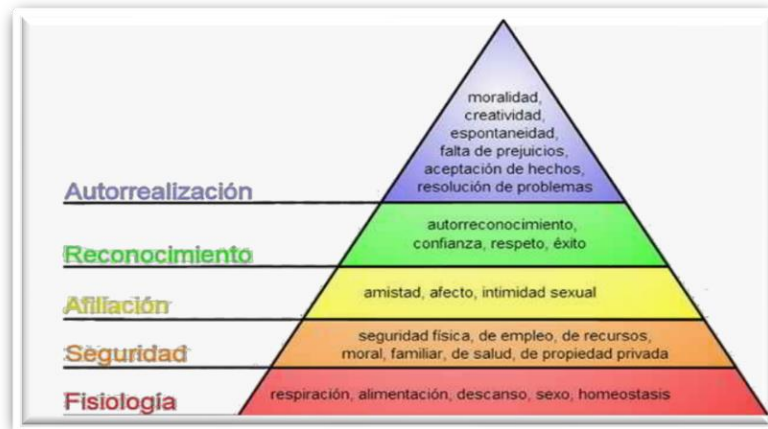 moralidad,
creatividad,
espontaneidad,
falta de prejuicios,
aceptación de hechos,
resolución de problemas
Autorrealización
autorreconocimiento,
confianza, respeto, éxito
Reconocimiento
amistad, afecto, intimidad sexual
Afiliación
seguridad física, de empleo, de recursos,
moral, familiar, de salud, de propiedad privada
Seguridad
respiración, alimentación, descanso, sexo, homeostasis
Fisiología